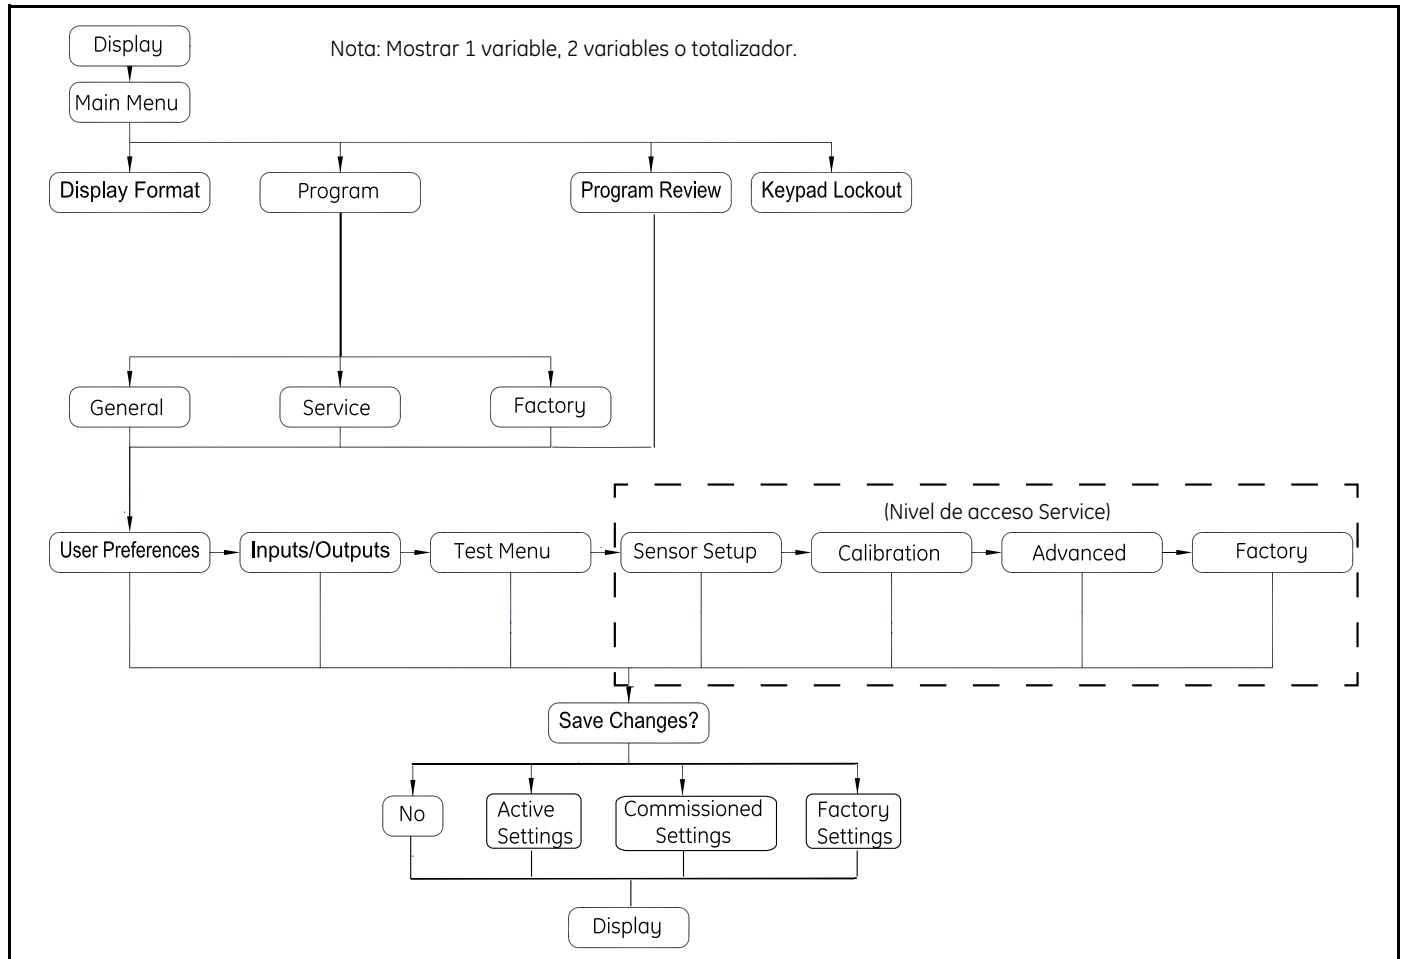 Display
Nota: Mostrar 1 variable, 2 variables o totalizador.
Main Menu
Display Format
Program
Program Review
Keypad Lockout
General
Service
Factory
(Nivel de acceso Service)
User Preferences
Inputs/Outputs
Test Menu
Sensor Setup
Calibration
Advanced
Factory
Save Changes?
No
Active
Settings
Commissioned
Settings
Factory
Settings
Display